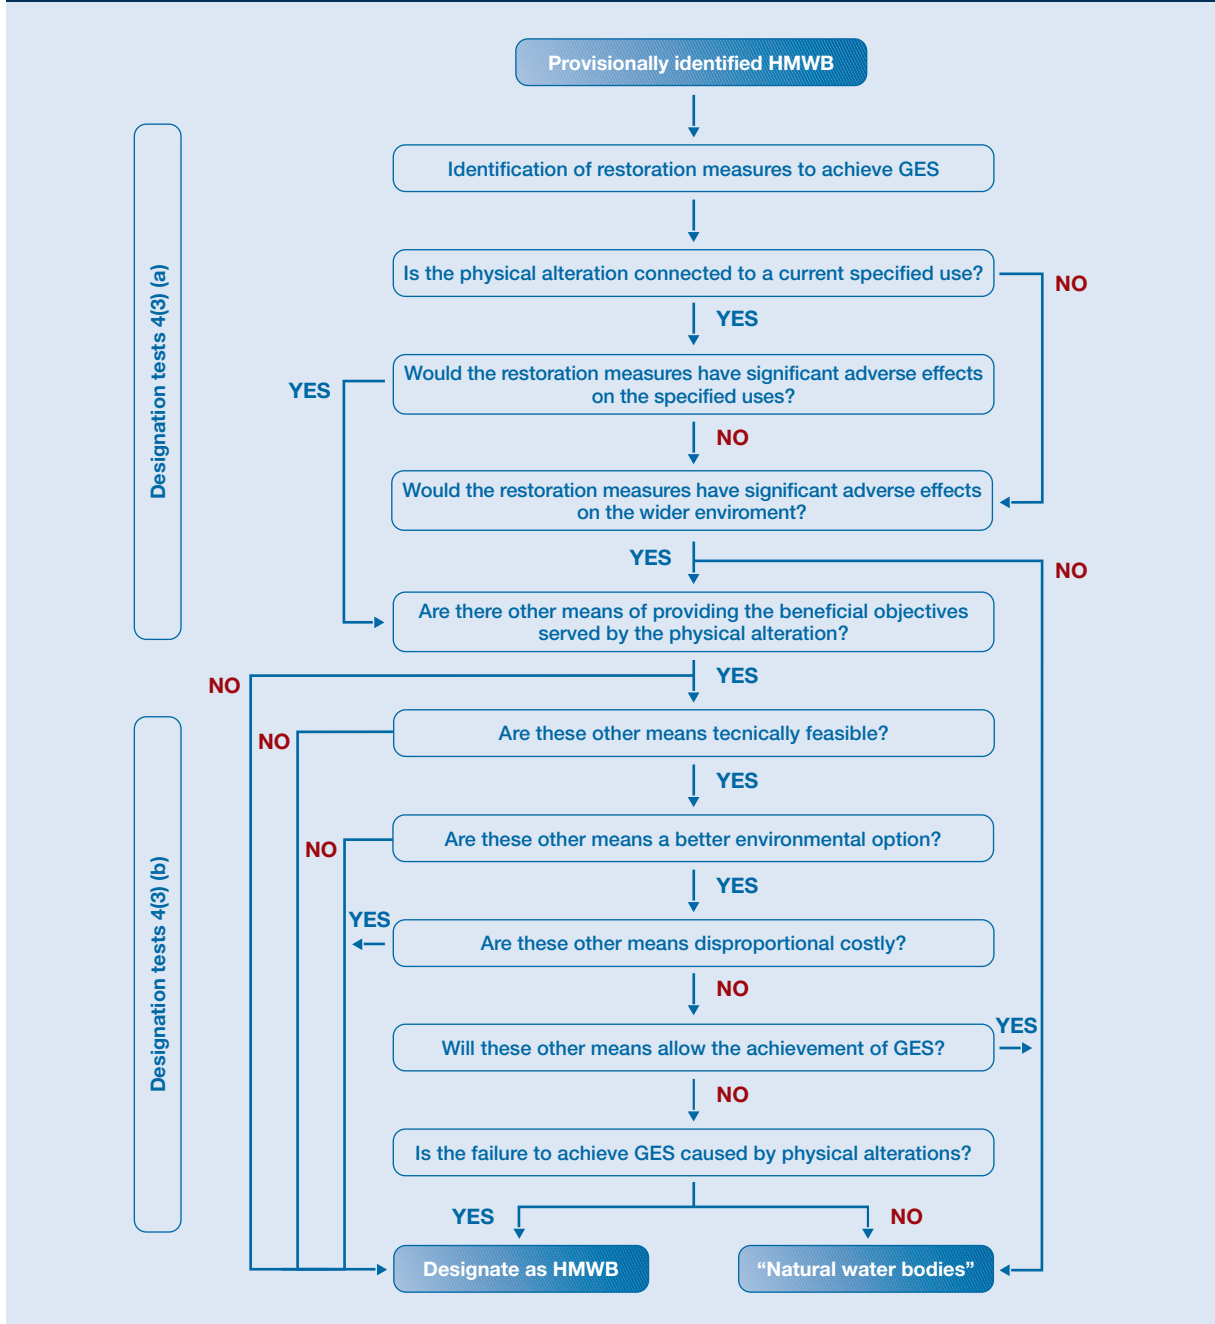 Provisionally identified HMWB
Designation tests 4(3) (a)
Identification of restoration measures to achieve GES
Is the physical alteration connected to a current specified use?
NO
YES
Would the restoration measures have significant adverse effects
on the specified uses?
YES
NO
Would the restoration measures have significant adverse effects
on the wider enviroment?
YES
NO
Are there other means of providing the beneficial objectives
served by the physical alteration?
NO
YES
Designation tests 4(3) (b)
Are these other means tecnically feasible?
NO
YES
Are these other means a better environmental option?
NO
YES
Are these other means disproportional costly?
YES
NO
Will these other means allow the achievement of GES?
YES
NO
Is the failure to achieve GES caused by physical alterations?
YES
NO
Designate as HMWB
“Natural water bodies”